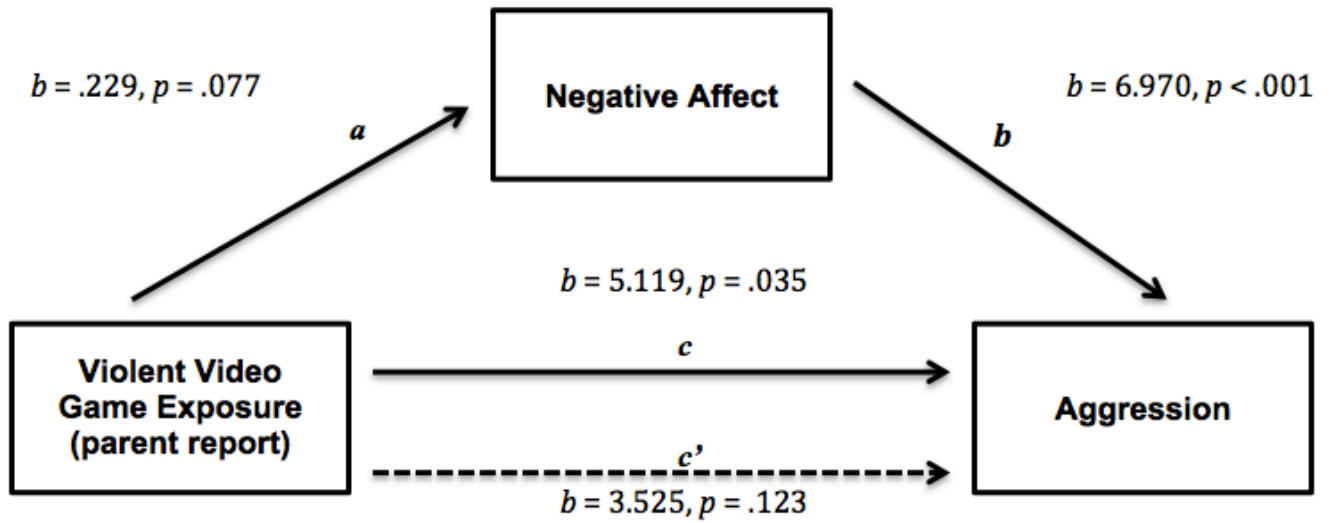 Negative Affect
b = .229, p = .077
b = 6.970, p < .001
a
b
b = 5.119, p = .035
c
Violent Video
Game Exposure
(parent report)
Aggression
c’
b = 3.525, p = .123